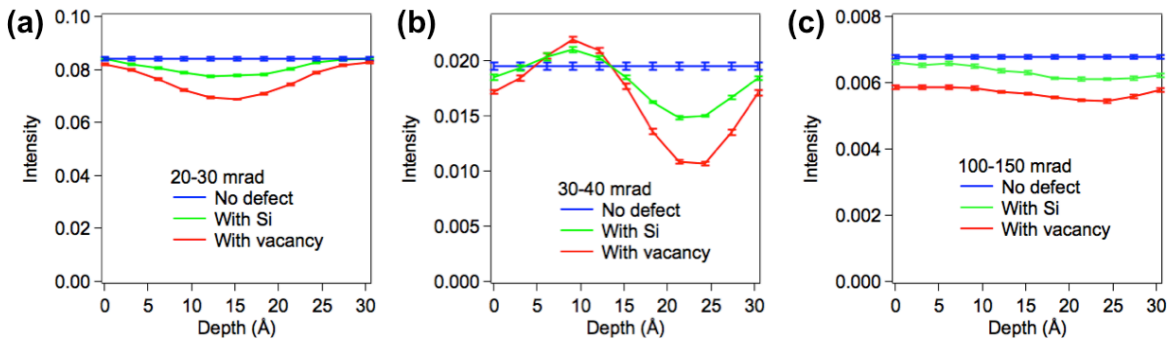 (a)
Intensity
0.10
0.08
0.06
0.04
0.02
0.00
20-30 mrad
No defect
With Si
With vacancy
0 5 10 15 20 25 30
Depth (Å)
(b)
Intensity
0.020
0.015
0.010
0.005
0.000
30-40 mrad
No defect
With Si
With vacancy
0 5 10 15 20 25 30
Depth (Å)
(c)
Intensity
0.008
0.006
0.004
0.002
0.000
100-150 mrad
No defect
With Si
With vacancy
0 5 10 15 20 25 30
Depth (Å)